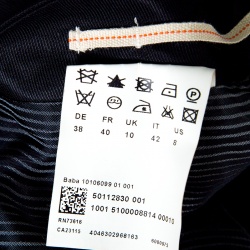 DE FR UK IT US
38 40 10 42 8
Baba 10106099 01 001
50112830 001
1001 5100008814 00010
RN73616
CA23115 4046302968163